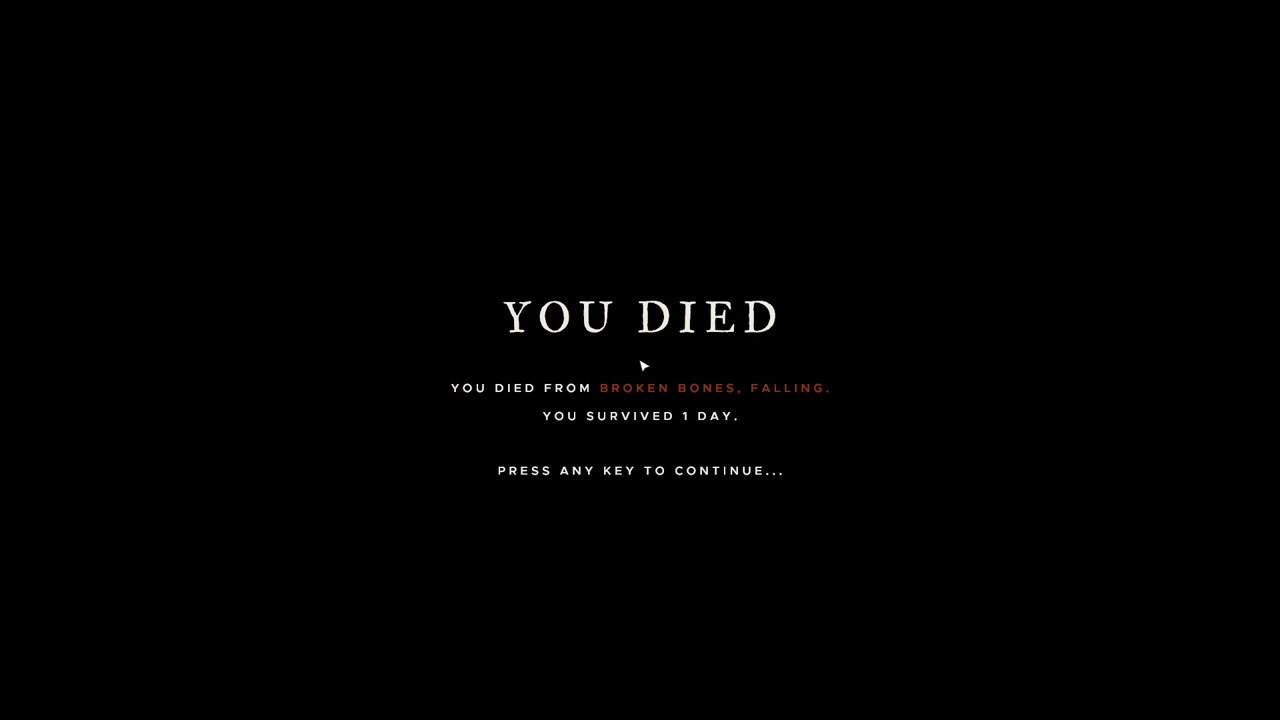 YOU DIED
YOU DIED FROM BROKEN BONES, FALLING.
YOU SURVIVED 1 DAY.
PRESS ANY KEY TO CONTINUE...